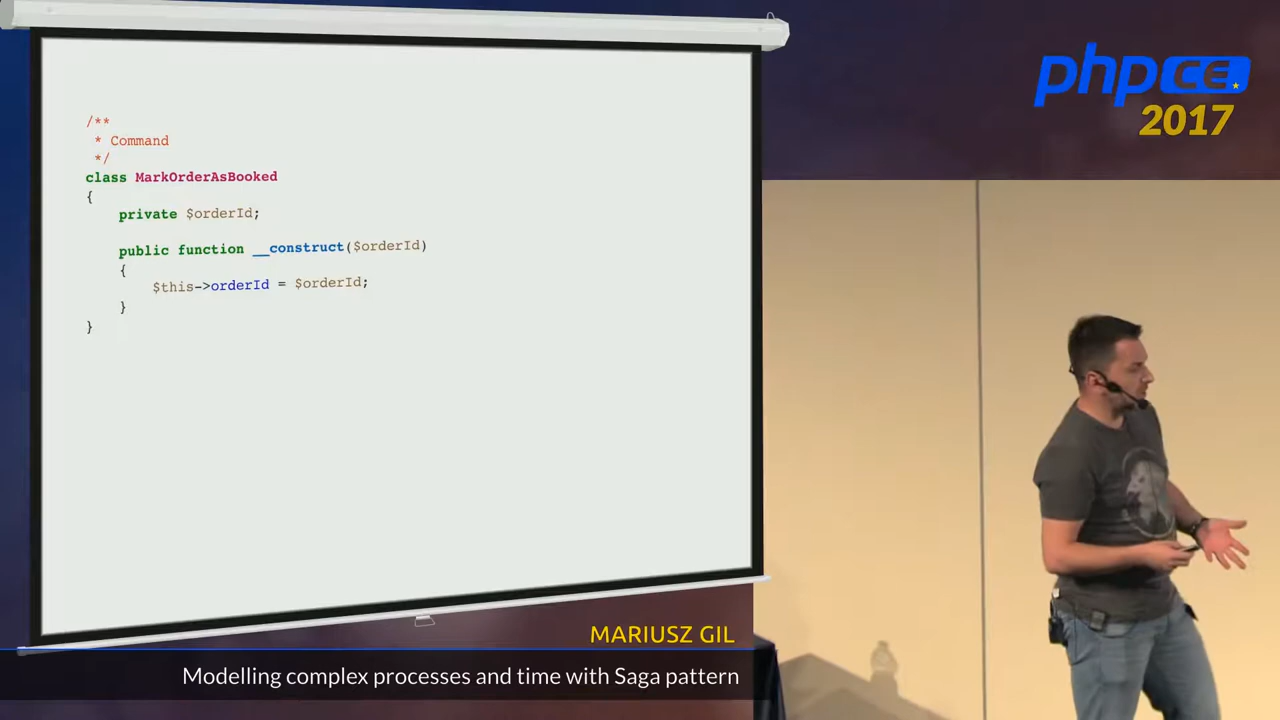 /**
 * Command
 */
class MarkOrderAsBooked
{
    private $orderId;

    public function __construct($orderId)
    {
        $this->orderId = $orderId;
    }
}
phpCE
2017
MARIUSZ GIL
Modelling complex processes and time with Saga pattern